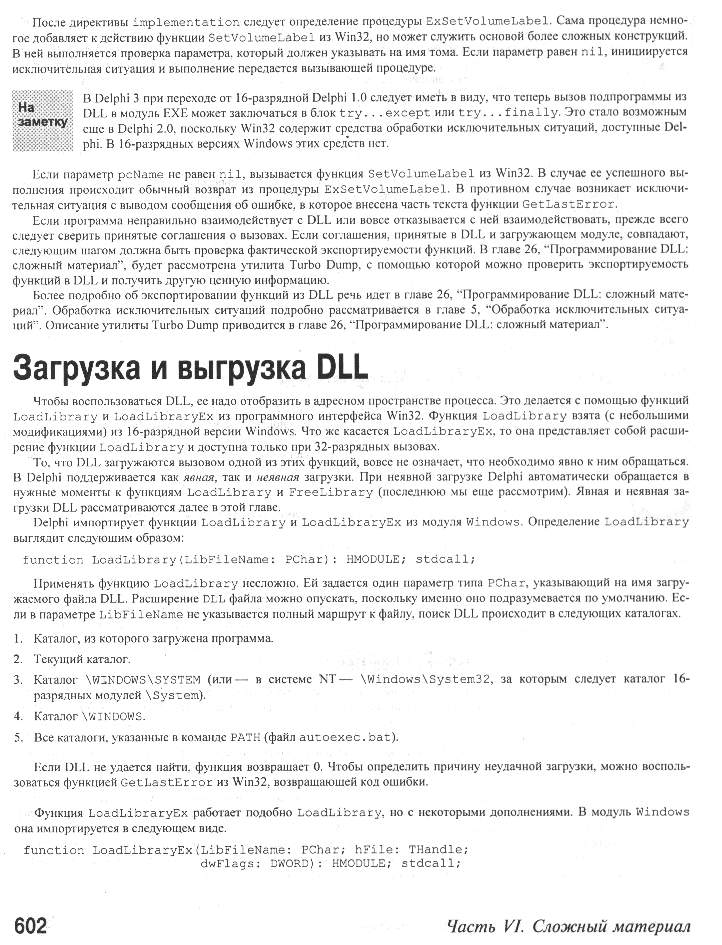 После директивы implementation следует определение процедуры ExSetVolumeLabel. Сама процедура немно-
гое добавляет к действию функции SetVolumeLabel из Win32, но может служить основой более сложных конструкций.
В ней выполняется проверка параметра, который должен указывать на имя тома. Если параметр равен nil, инициируется
исключительная ситуация и выполнение передается вызывающей процедуре.
На
заметку
В Delphi 3 при переходе от 16-разрядной Delphi 1.0 следует иметь в виду, что теперь вызов подпрограммы из
DLL в модуль EXE может заключаться в блок try...except или try...finally. Это стало возможным
еще в Delphi 2.0, поскольку Win32 содержит средства обработки исключительных ситуаций, доступные Del-
phi. В 16-разрядных версиях Windows этих средств нет.
Если параметр pcName не равен nil, вызывается функция SetVolumeLabel из Win32. В случае ее успешного вы-
полнения происходит обычный возврат из процедуры ExSetVolumeLabel. В противном случае возникает исключи-
тельная ситуация с выводом сообщения об ошибке, в которое внесена часть текста функции GetLastError.
Если программа неправильно взаимодействует с DLL или вовсе отказывается с ней взаимодействовать, прежде всего
следует сверить принятые соглашения о вызовах. Если соглашения, принятые в DLL и загружающем модуле, совпадают,
следующим шагом должна быть проверка фактической экспортируемости функций. В главе 26, “Программирование DLL:
сложный материал”, будет рассмотрена утилита Turbo Dump, с помощью которой можно проверить экспортируемость
функций в DLL и получить другую ценную информацию.
Более подробно об экспортировании функций из DLL речь идет в главе 26, “Программирование DLL: сложный мате-
риал”. Обработка исключительных ситуаций подробно рассматривается в главе 5, “Обработка исключительных ситуа-
ций”. Описание утилиты Turbo Dump приводится в главе 26, “Программирование DLL: сложный материал”.
Загрузка и выгрузка DLL
Чтобы воспользоваться DLL, ее надо отобразить в адресном пространстве процесса. Это делается с помощью функций
LoadLibrary и LoadLibraryEx из программного интерфейса Win32. Функция LoadLibrary взята (с небольшими
модификациями) из 16-разрядной версии Windows. Что же касается LoadLibraryEx, то она представляет собой расши-
рение функции LoadLibrary и доступна только при 32-разрядных вызовах.
То, что DLL загружаются вызовом одной из этих функций, вовсе не означает, что необходимо явно к ним обращаться.
В Delphi поддерживается как явная, так и неявная загрузки. При неявной загрузке Delphi автоматически обращается в
нужные моменты к функциям LoadLibrary и FreeLibrary (последнюю мы еще рассмотрим). Явная и неявная за-
грузки DLL рассматриваются далее в этой главе.
Delphi импортирует функции LoadLibrary и LoadLibraryEx из модуля Windows. Определение LoadLibrary
выглядит следующим образом:
function LoadLibrary(LibFileName: PChar): HMODULE; stdcall;
Применять функцию LoadLibrary несложно. Ей задается один параметр типа PChar, указывающий на имя загру-
жаемого файла DLL. Расширение DLL файла можно опускать, поскольку именно оно подразумевается по умолчанию. Ес-
ли в параметре LibFileName не указывается полный маршрут к файлу, поиск DLL происходит в следующих каталогах.
1. Каталог, из которого загружена программа.
2. Текущий каталог.
3. Каталог \WINDOWS\SYSTEM (или — в системе NT — \Windows\System32, за которым следует каталог 16-
разрядных модулей \System).
4. Каталог \WINDOWS.
5. Все каталоги, указанные в команде PATH (файл autoexec.bat).
Если DLL не удается найти, функция возвращает 0. Чтобы определить причину неудачной загрузки, можно восполь-
зоваться функцией GetLastError из Win32, возвращающей код ошибки.
Функция LoadLibraryEx работает подобно LoadLibrary, но с некоторыми дополнениями. В модуль Windows
она импортируется в следующем виде.
function LoadLibraryEx(LibFileName: PChar; hFile: THandle;
dwFlags: DWORD): HMODULE; stdcall;
602
Часть VI. Сложный материал